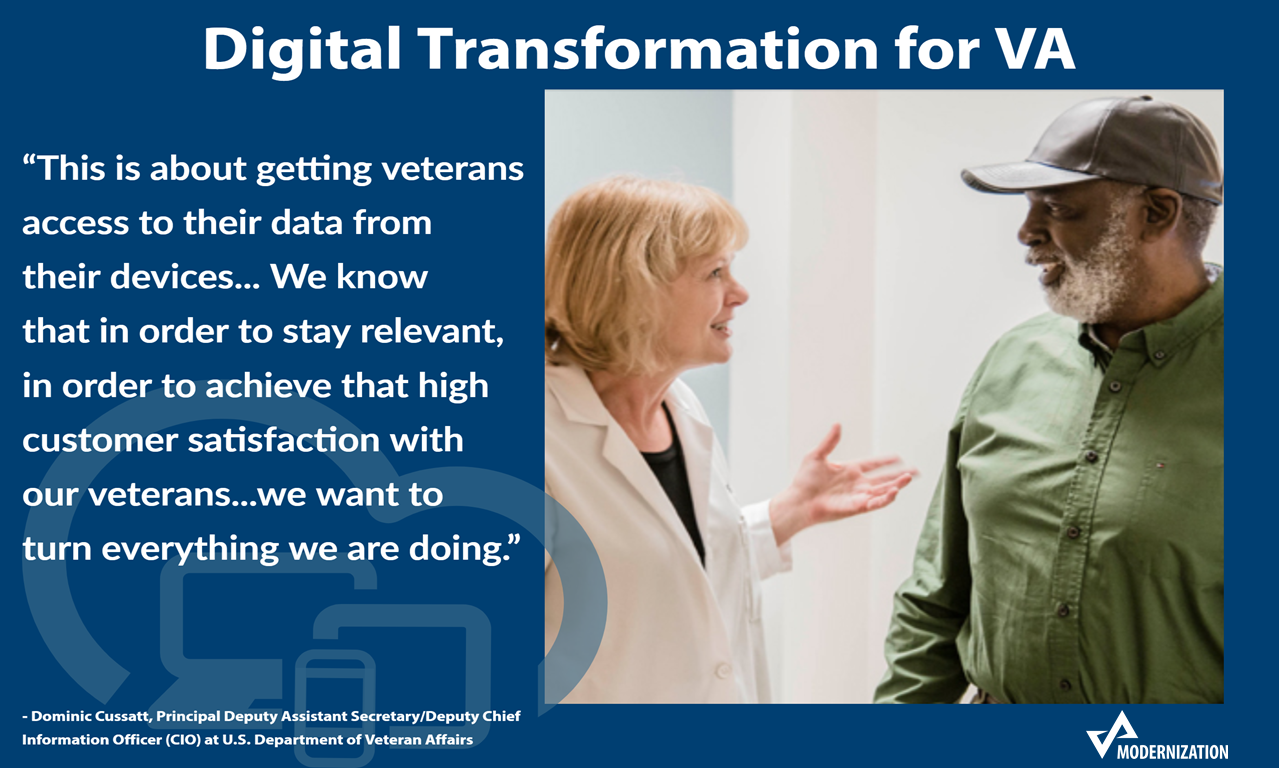 Digital Transformation for VA
“This is about getting veterans
access to their data from
their devices... We know
that in order to stay relevant,
in order to achieve that high
customer satisfaction with
our veterans...we want to
turn everything we are doing.”
- Dominic Cussatt, Principal Deputy Assistant Secretary/Deputy Chief
Information Officer (CIO) at U.S. Department of Veteran Affairs
VA
MODERNIZATION